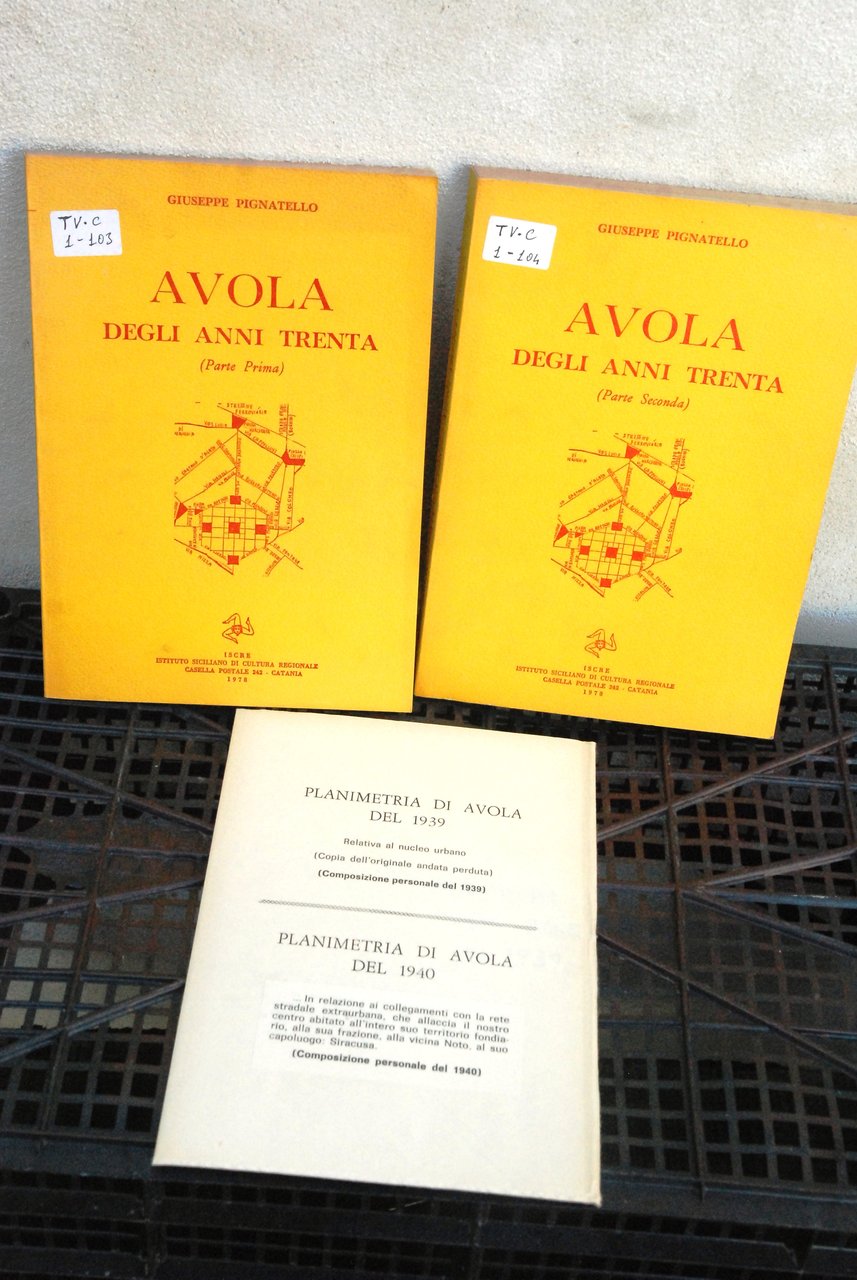 GIUSEPPE PIGNATELLO
TV.C
1-103
AVOLA
DEGLI ANNI TRENTA
(Parte Prima)
STAZIONE
FERROVIARIA
ISCRE
ISTITUTO SICILIANO DI CULTURA REGIONALE
CASELLA POSTALE 262 - CATANIA
1978
GIUSEPPE PIGNATELLO
TV.C
1-104
AVOLA
DEGLI ANNI TRENTA
(Parte Seconda)
ISCRE
ISTITUTO SICILIANO DI CULTURA REGIONALE
CASELLA POSTALE 262 - CATANIA
1978
PLANIMETRIA DI AVOLA
DEL 1939
Relativa al nucleo urbano
(Copia dell'originale andata perduta)
(Composizione personale del 1939)
PLANIMETRIA DI AVOLA
DEL 1940
... In relazione ai collegamenti con la rete
stradale extraurbana, che allaccia il nostro
centro abitato all'intero suo territorio fondia-
rio, alla sua frazione, alla vicina Noto, al suo
capoluogo: Siracusa.
(Composizione personale del 1940)